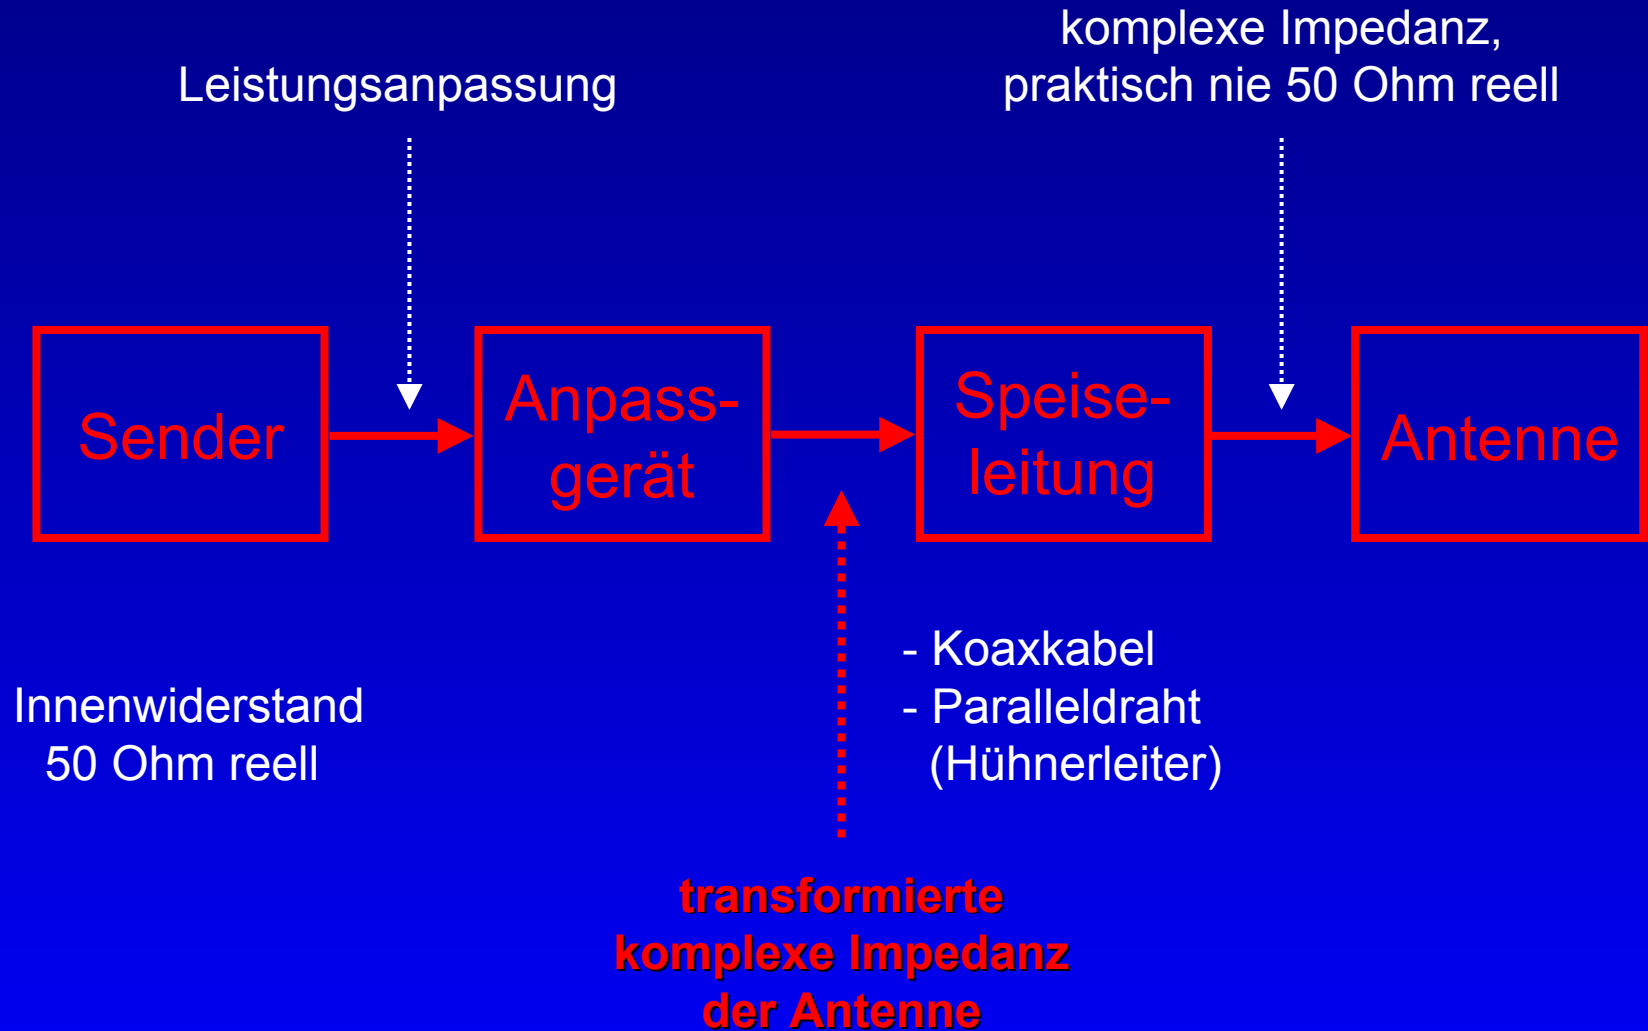 komplexe Impedanz,
praktisch nie 50 Ohm reell
Leistungsanpassung
Sender
Anpass-
gerät
Speise-
leitung
Antenne
Innenwiderstand
50 Ohm reell
- Koaxkabel
- Paralleldraht
(Hühnerleiter)
transformierte
komplexe Impedanz
der Antenne